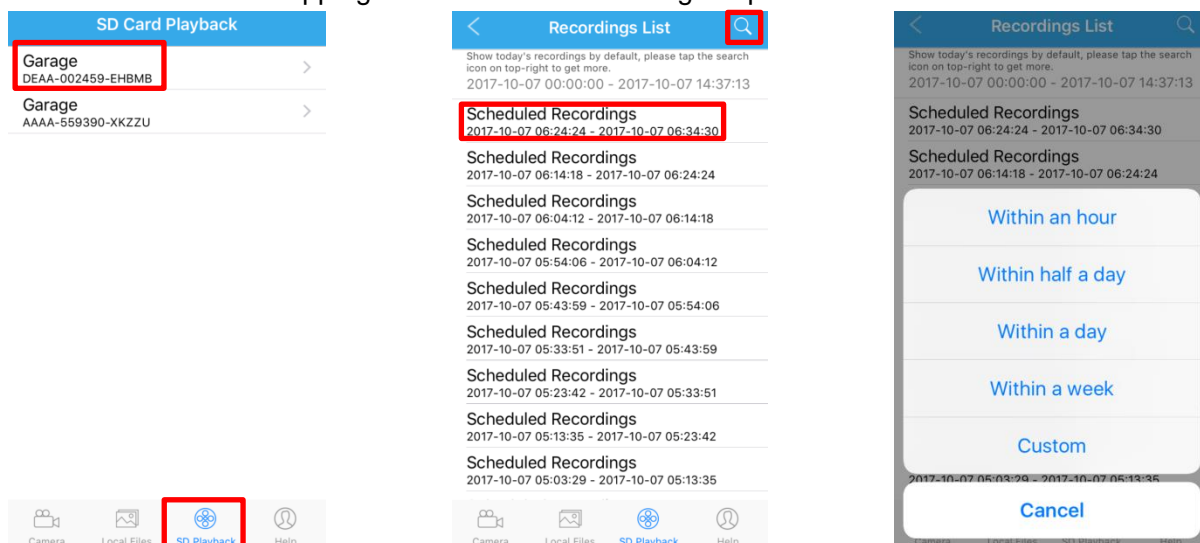 SD Card Playback
Garage
DEAA-002459-EHBMB
Garage
AAAA-559390-XKZZU
Camera
Local Files
SD Playback
Help
Recordings List
Show today's recordings by default, please tap the search
icon on top-right to get more.
2017-10-07 00:00:00 - 2017-10-07 14:37:13
Scheduled Recordings
2017-10-07 06:24:24 - 2017-10-07 06:34:30
Scheduled Recordings
2017-10-07 06:14:18 - 2017-10-07 06:24:24
Scheduled Recordings
2017-10-07 06:04:12 - 2017-10-07 06:14:18
Scheduled Recordings
2017-10-07 05:54:06 - 2017-10-07 06:04:12
Scheduled Recordings
2017-10-07 05:43:59 - 2017-10-07 05:54:06
Scheduled Recordings
2017-10-07 05:33:51 - 2017-10-07 05:43:59
Scheduled Recordings
2017-10-07 05:23:42 - 2017-10-07 05:33:51
Scheduled Recordings
2017-10-07 05:13:35 - 2017-10-07 05:23:42
Scheduled Recordings
2017-10-07 05:03:29 - 2017-10-07 05:13:35
Camera
Local Files
SD Playback
Help
Recordings List
Show today's recordings by default, please tap the search
icon on top-right to get more.
2017-10-07 00:00:00 - 2017-10-07 14:37:13
Scheduled Recordings
2017-10-07 06:24:24 - 2017-10-07 06:34:30
Scheduled Recordings
2017-10-07 06:14:18 - 2017-10-07 06:24:24
Within an hour
Within half a day
Within a day
Within a week
Custom
2017-10-07 05:03:29 - 2017-10-07 05:13:35
Cancel
Camera
Local Files
SD Playback
Help